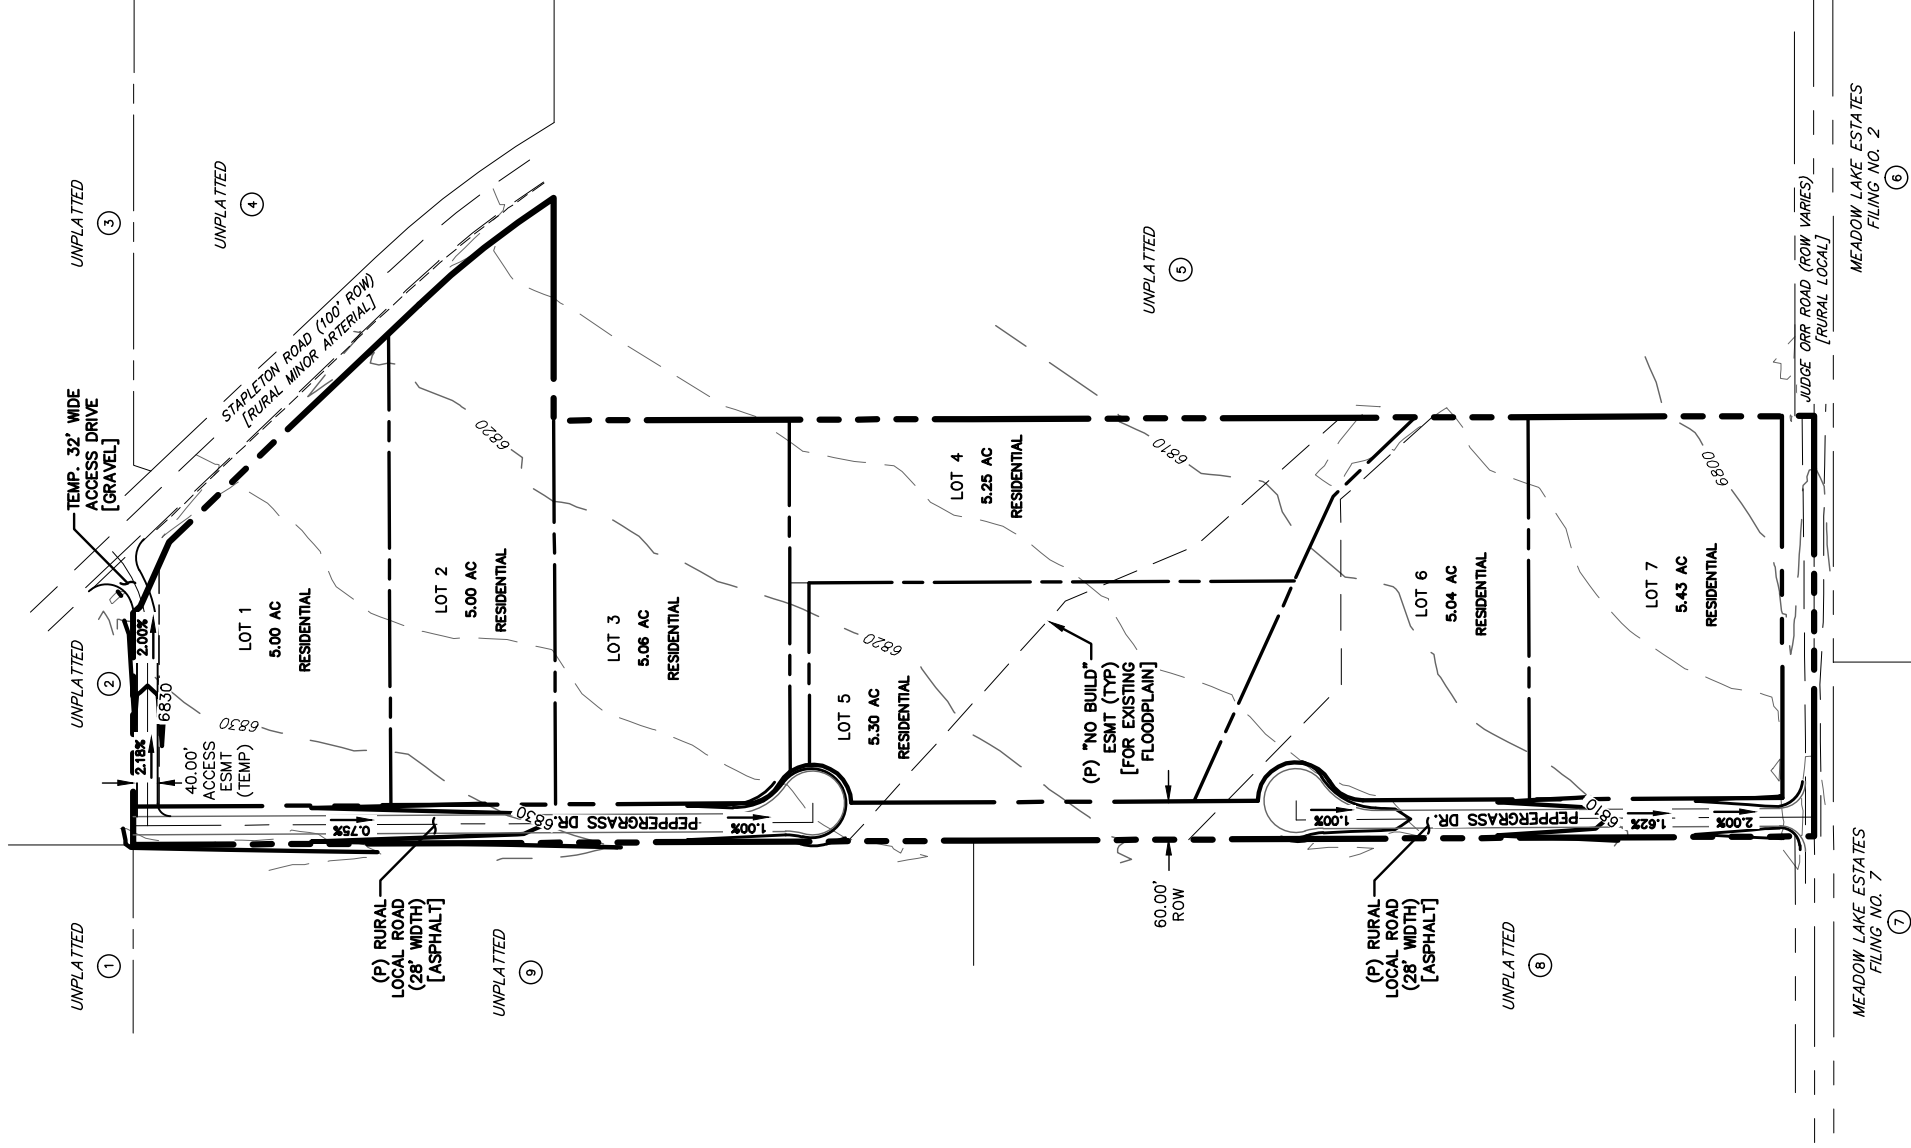 UNPLATTED
3
UNPLATTED
4
STAPLETON ROAD (100' ROW)
[RURAL MINOR ARTERIAL]
TEMP. 32' WIDE
ACCESS DRIVE
[GRAVEL]
UNPLATTED
2
2.00%
2.18%
6830
40.00'
ACCESS
ESMT
(TEMP)
6830
LOT 1
5.00 AC
RESIDENTIAL
LOT 2
5.00 AC
RESIDENTIAL
6820
LOT 3
5.06 AC
RESIDENTIAL
LOT 4
5.25 AC
RESIDENTIAL
6810
UNPLATTED
5
LOT 5
5.30 AC
RESIDENTIAL
6820
(P) "NO BUILD"
ESMT (TYP)
[FOR EXISTING
FLOODPLAIN]
LOT 6
5.04 AC
RESIDENTIAL
LOT 7
5.43 AC
RESIDENTIAL
6800
JUDGE ORR ROAD (ROW VARIES)
[RURAL LOCAL]
MEADOW LAKE ESTATES
FILING NO. 2
6
0.75%
6830
PEPPERGRASS DR.
1.00%
1.00%
PEPPERGRASS DR.
6810
1.62%
2.00%
60.00'
ROW
UNPLATTED
1
(P) RURAL
LOCAL ROAD
(28' WIDTH)
[ASPHALT]
UNPLATTED
9
(P) RURAL
LOCAL ROAD
(28' WIDTH)
[ASPHALT]
UNPLATTED
8
MEADOW LAKE ESTATES
FILING NO. 7
7